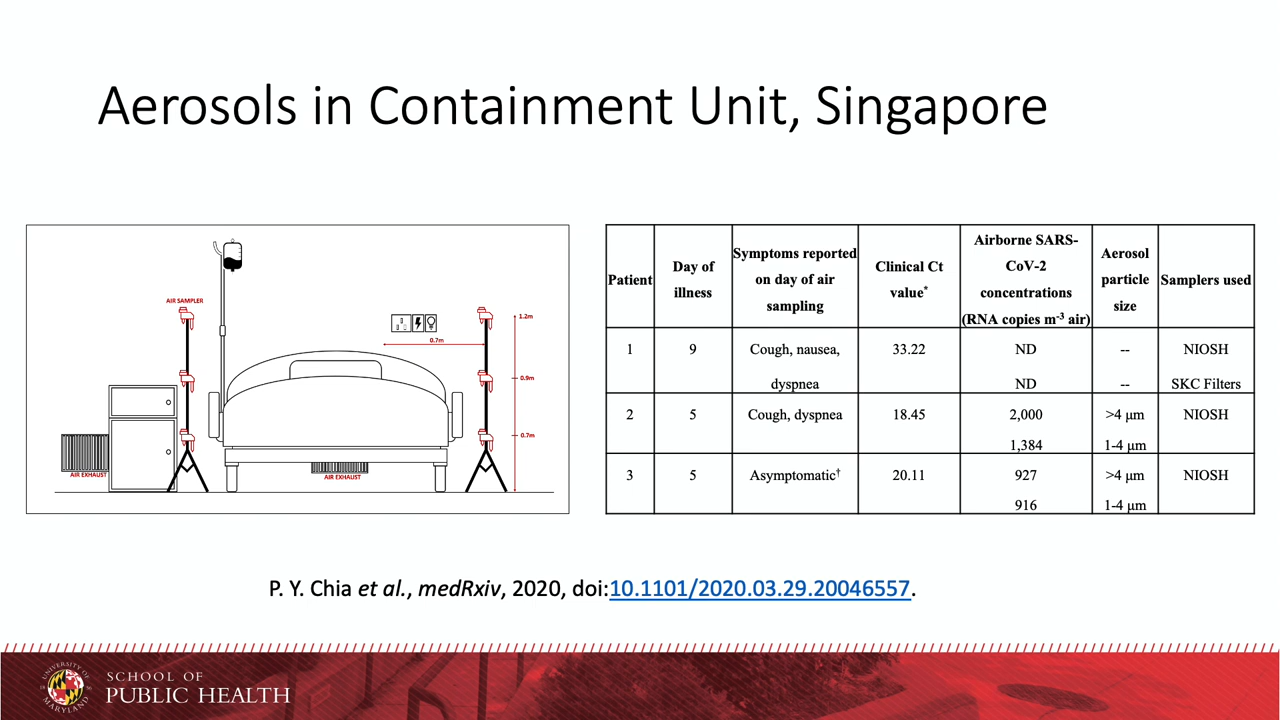 Aerosols in Containment Unit, Singapore
AIR SAMPLER
1.2m
0.7m
0.9m
0.7m
AIR EXHAUST
AIR EXHAUST
Patient
Day of
illness
Symptoms reported
on day of air
sampling
Clinical Ct
value*
Airborne SARS-
CoV-2
concentrations
(RNA copies m-3 air)
Aerosol
particle
size
Samplers used
1 9 Cough, nausea, 33.22 ND -- NIOSH
dyspnea ND -- SKC Filters
2 5 Cough, dyspnea 18.45 2,000 >4 µm NIOSH
1,384 1-4 µm
3 5 Asymptomatic† 20.11 927 >4 µm NIOSH
916 1-4 µm
P. Y. Chia et al., medRxiv, 2020, doi:10.1101/2020.03.29.20046557.
UNIVERSITY OF
MARYLAND
SCHOOL OF
PUBLIC HEALTH